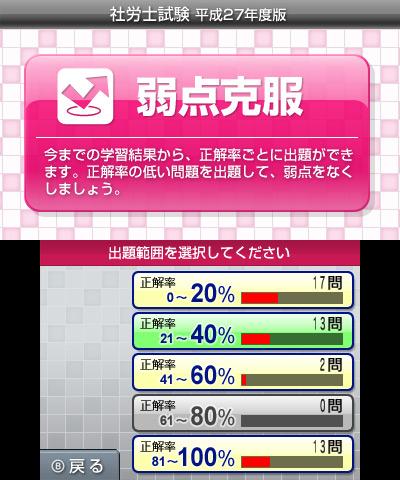 社労士試験 平成27年度版
弱点克服
今までの学習結果から、正解率ごとに出題ができ
ます。正解率の低い問題を出題して、弱点をなく
しましょう。
出題範囲を選択してください
正解率 17問
0～20%
正解率 13問
21～40%
正解率 2問
41～60%
正解率 0問
61～80%
正解率 13問
81～100%
Ⓑ戻る